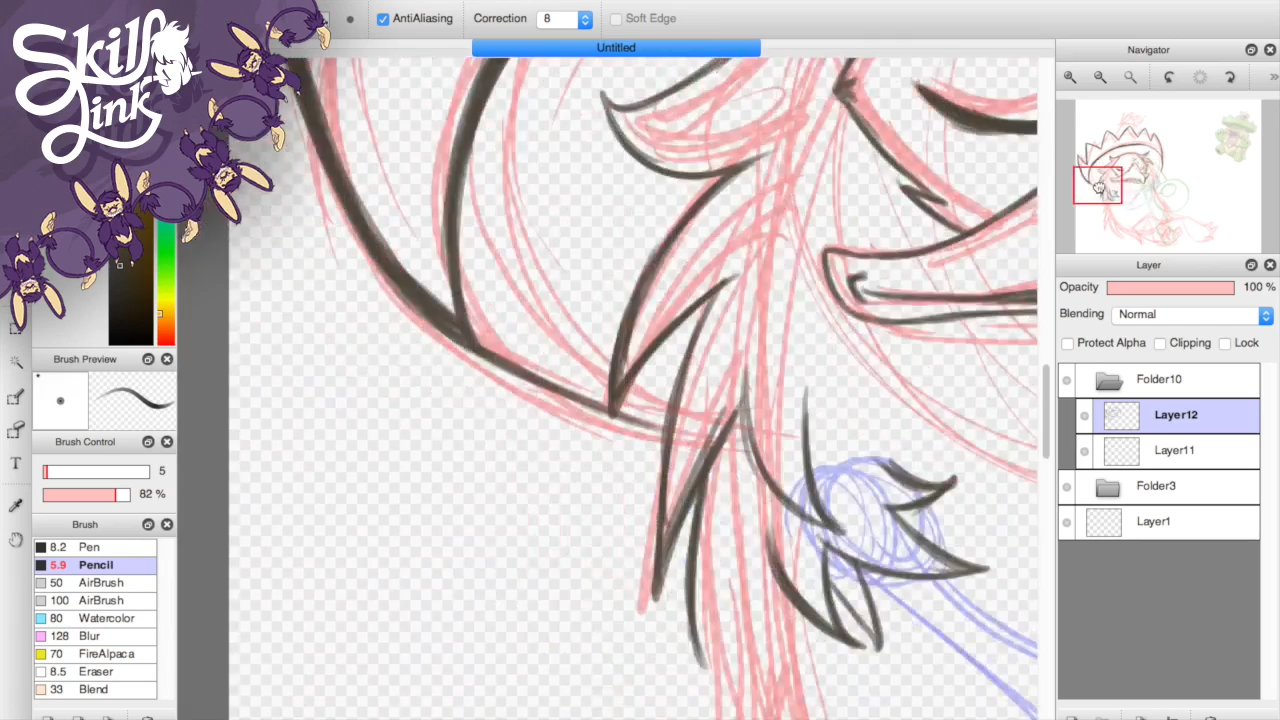 Skill
Link
AntiAliasing
Correction
8
Soft Edge
Untitled
Navigator
Layer
Opacity
100 %
Blending
Normal
Protect Alpha
Clipping
Lock
Folder10
Layer12
Layer11
Folder3
Layer1
Brush Preview
Brush Control
5
82 %
Brush
8.2 Pen
5.9 Pencil
50 AirBrush
100 AirBrush
80 Watercolor
128 Blur
70 FireAlpaca
8.5 Eraser
33 Blend
T